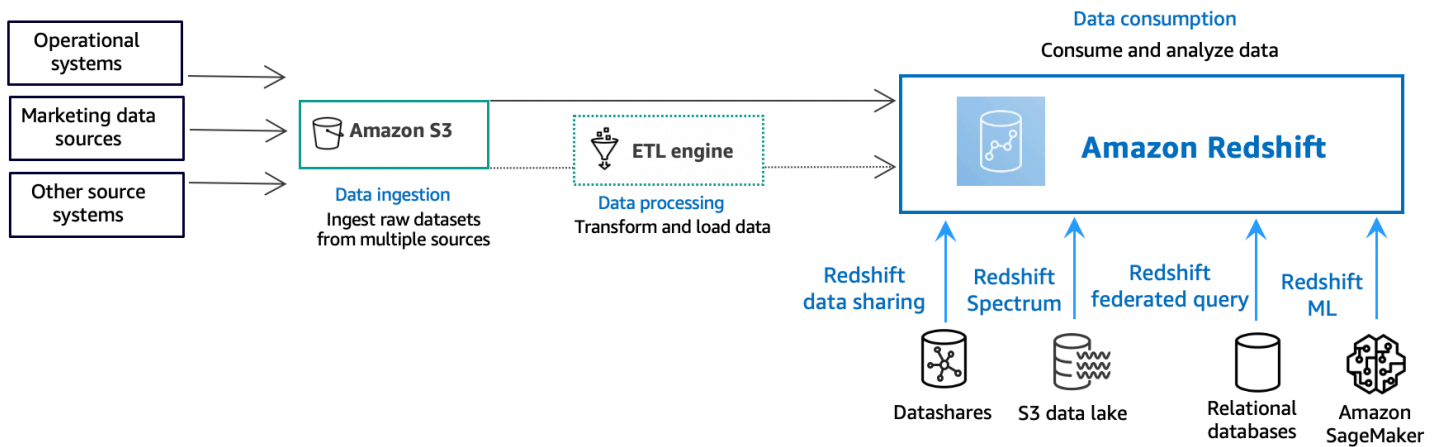 Operational
systems
Marketing data
sources
Other source
systems
Amazon S3
Data ingestion
Ingest raw datasets
from multiple sources
ETL engine
Data processing
Transform and load data
Data consumption
Consume and analyze data
Amazon Redshift
Redshift
data sharing
Redshift
Spectrum
Redshift
federated query
Redshift
ML
Datashares
S3 data lake
Relational
databases
Amazon
SageMaker